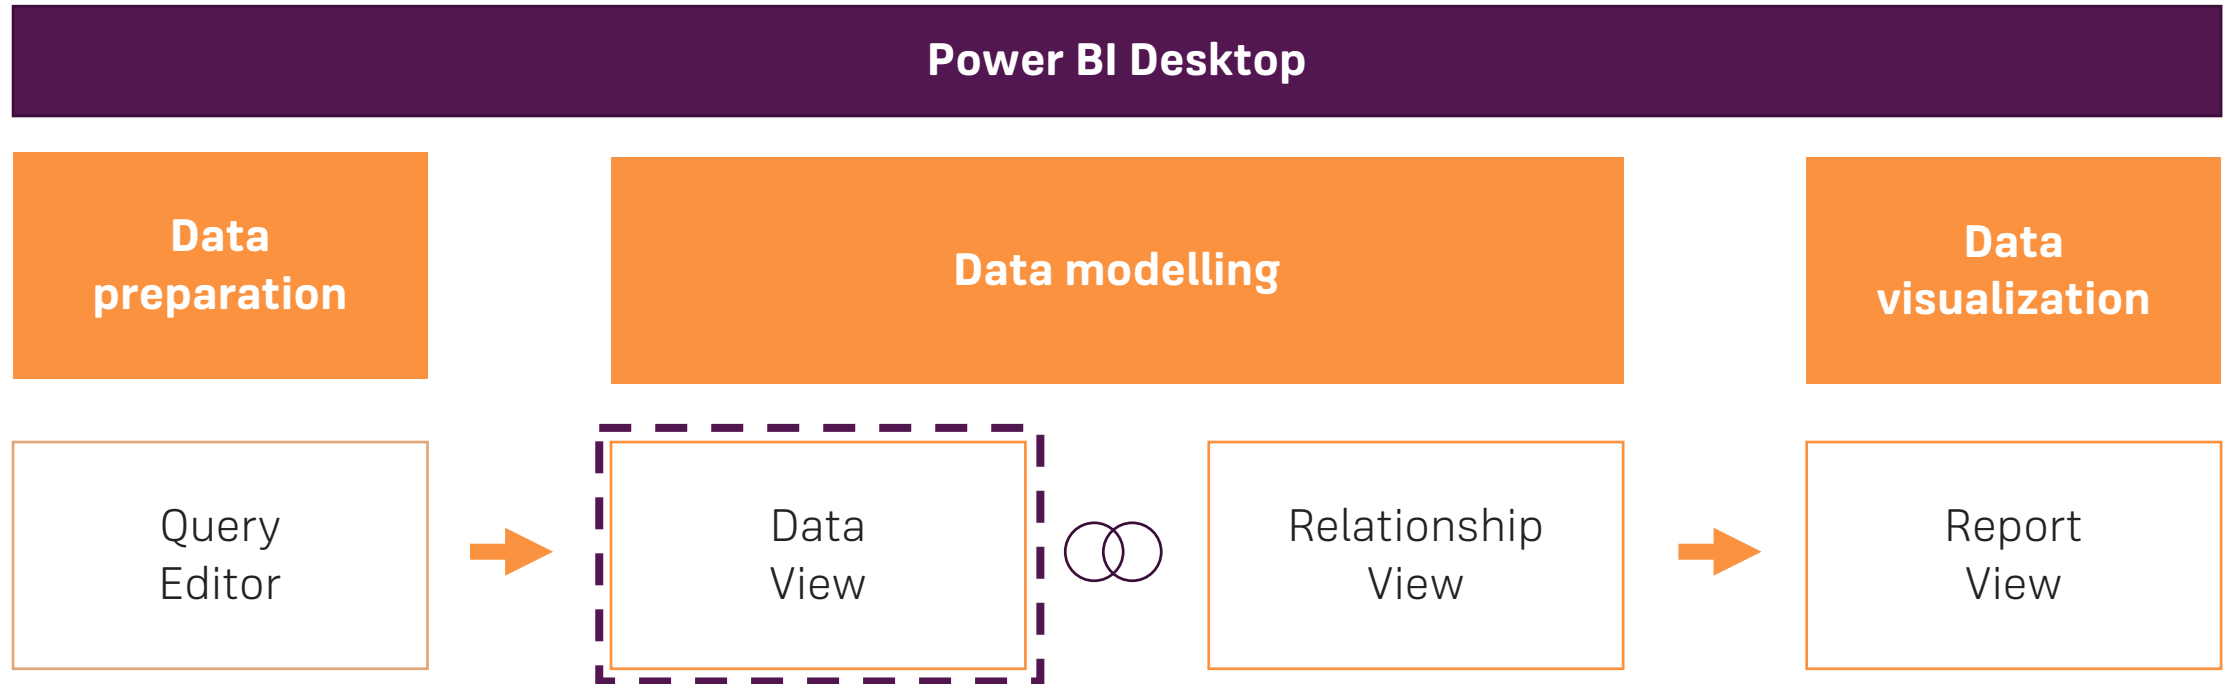 Power BI Desktop
Data
preparation
Data modelling
Data
visualization
Query
Editor
Data
View
Relationship
View
Report
View